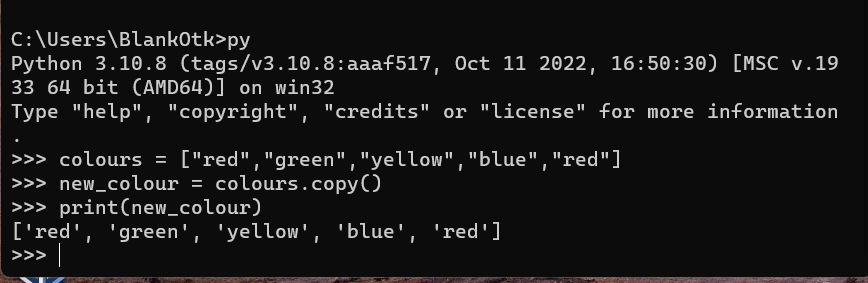 C:\Users\BlankOtk>py
Python 3.10.8 (tags/v3.10.8:aaaf517, Oct 11 2022, 16:50:30) [MSC v.19
33 64 bit (AMD64)] on win32
Type "help", "copyright", "credits" or "license" for more information
.
>>> colours = ["red","green","yellow","blue","red"]
>>> new_colour = colours.copy()
>>> print(new_colour)
['red', 'green', 'yellow', 'blue', 'red']
>>>